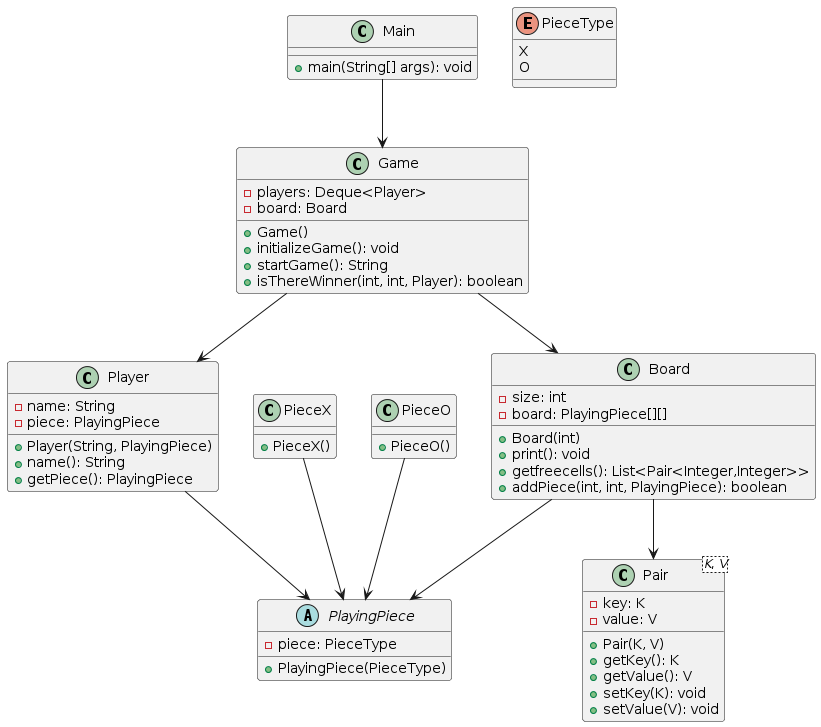 C Main
+ main(String[] args): void
E PieceType
X
O
C Game
players: Deque<Player>
board: Board
Game()
initializeGame(): void
startGame(): String
isThereWinner(int, int, Player): boolean
C Player
name: String
piece: PlayingPiece
Player(String, PlayingPiece)
name(): String
getPiece(): PlayingPiece
C PieceX
PieceX()
C PieceO
PieceO()
C Board
size: int
board: PlayingPiece[][]
Board(int)
print(): void
getfreecells(): List<Pair<Integer,Integer>>
addPiece(int, int, PlayingPiece): boolean
A PlayingPiece
piece: PieceType
PlayingPiece(PieceType)
C Pair
K, V
key: K
value: V
Pair(K, V)
getKey(): K
getValue(): V
setKey(K): void
setValue(V): void